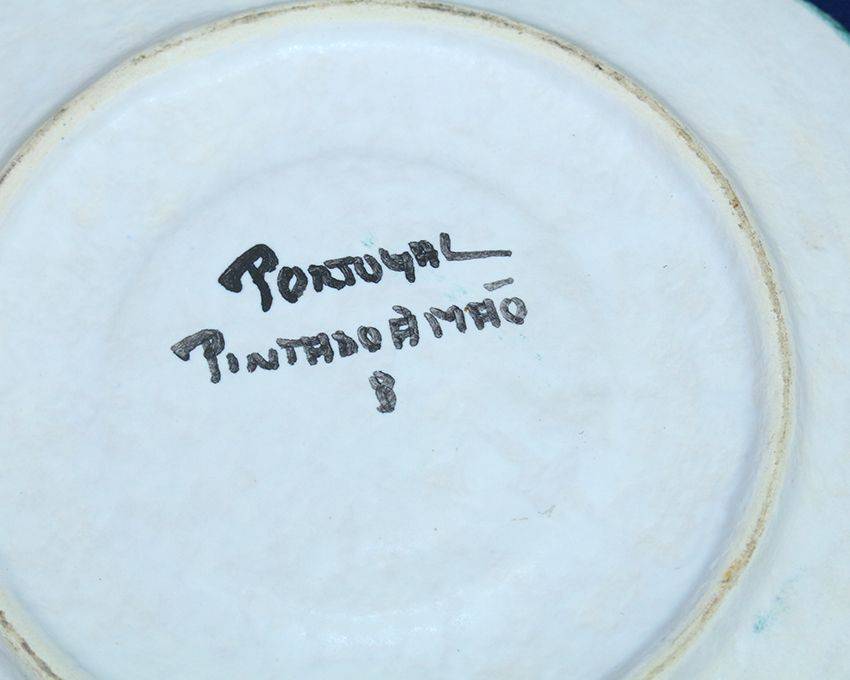 PORTUGAL
PINTADO À MÃO
8